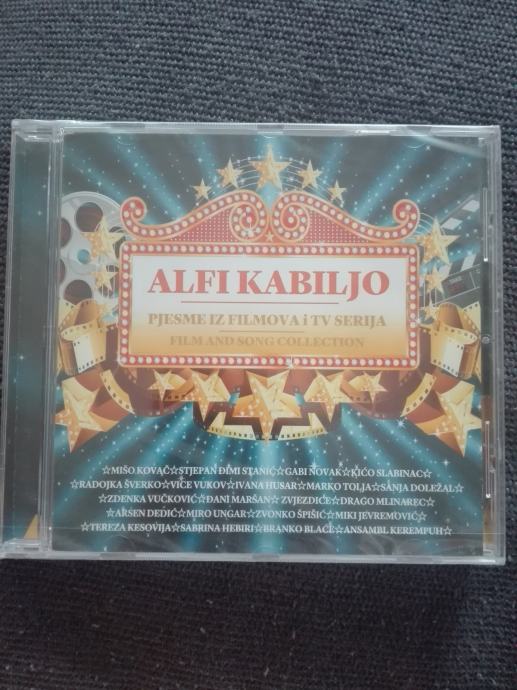 ALFI KABILJO
PJESME IZ FILMOVA i TV SERIJA
FILM AND SONG COLLECTION
☆MIŠO KOVAČ☆STJEPAN ĐIMI STANIĆ☆GABI NOVAK☆KIĆO SLABINAC☆
☆RADOJKA ŠVERKO☆VICE VUKOV☆IVANA HUSAR☆MARKO TOLJA☆SANJA DOLEŽAL☆
☆ZDENKA VUČKOVIĆ☆ĐANI MARŠAN☆ZVJEZDICE☆DRAGO MLINAREC☆
☆ARSEN DEDIĆ☆MIRO UNGAR☆ZVONKO ŠPIŠIĆ☆MIKI JEVREMOVIĆ☆
☆TEREZA KESOVIJA☆SABRINA HEBIRI☆BRANKO BLAĆE☆ANSAMBL KEREMPUH☆